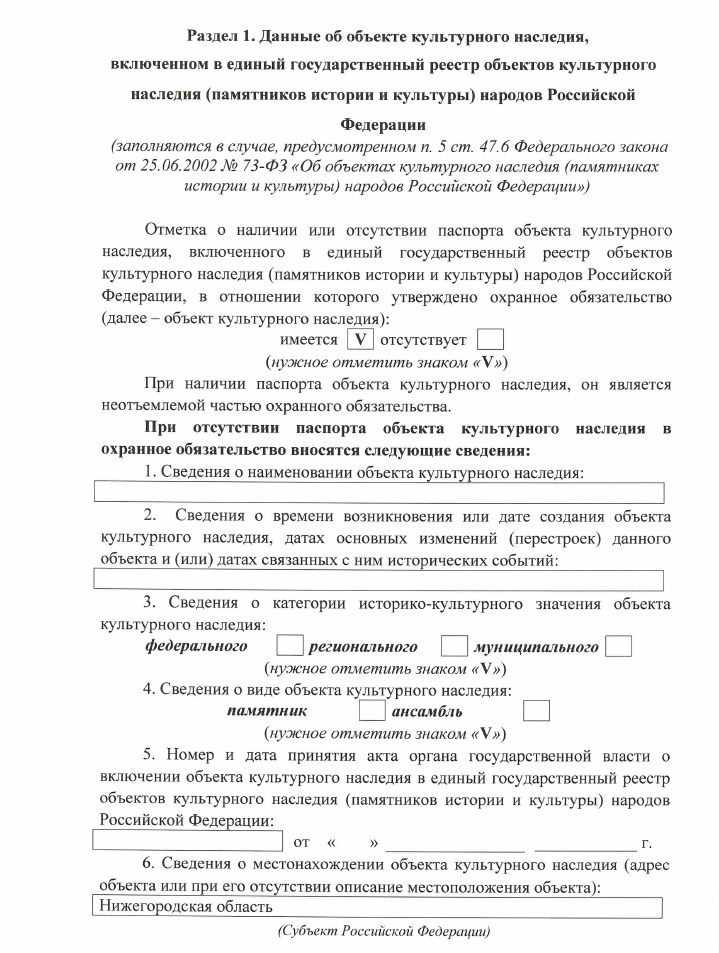 Раздел 1. Данные об объекте культурного наследия,
включенном в единый государственный реестр объектов культурного
наследия (памятников истории и культуры) народов Российской
Федерации
(заполняются в случае, предусмотренном п. 5 ст. 47.6 Федерального закона
от 25.06.2002 № 73-ФЗ «Об объектах культурного наследия (памятниках
истории и культуры) народов Российской Федерации»)
Отметка о наличии или отсутствии паспорта объекта культурного
наследия, включенного в единый государственный реестр объектов
культурного наследия (памятников истории и культуры) народов Российской
Федерации, в отношении которого утверждено охранное обязательство
(далее – объект культурного наследия):
имеется V отсутствует
(нужное отметить знаком «V»)
При наличии паспорта объекта культурного наследия, он является
неотъемлемой частью охранного обязательства.
При отсутствии паспорта объекта культурного наследия в
охранное обязательство вносятся следующие сведения:
1. Сведения о наименовании объекта культурного наследия:
2. Сведения о времени возникновения или дате создания объекта
культурного наследия, датах основных изменений (перестроек) данного
объекта и (или) датах связанных с ним исторических событий:
3. Сведения о категории историко-культурного значения объекта
культурного наследия:
федерального регионального муниципального
(нужное отметить знаком «V»)
4. Сведения о виде объекта культурного наследия:
памятник ансамбль
(нужное отметить знаком «V»)
5. Номер и дата принятия акта органа государственной власти о
включении объекта культурного наследия в единый государственный реестр
объектов культурного наследия (памятников истории и культуры) народов
Российской Федерации:
от « » ________________ ____________ г.
6. Сведения о местонахождении объекта культурного наследия (адрес
объекта или при его отсутствии описание местоположения объекта):
Нижегородская область
(Субъект Российской Федерации)